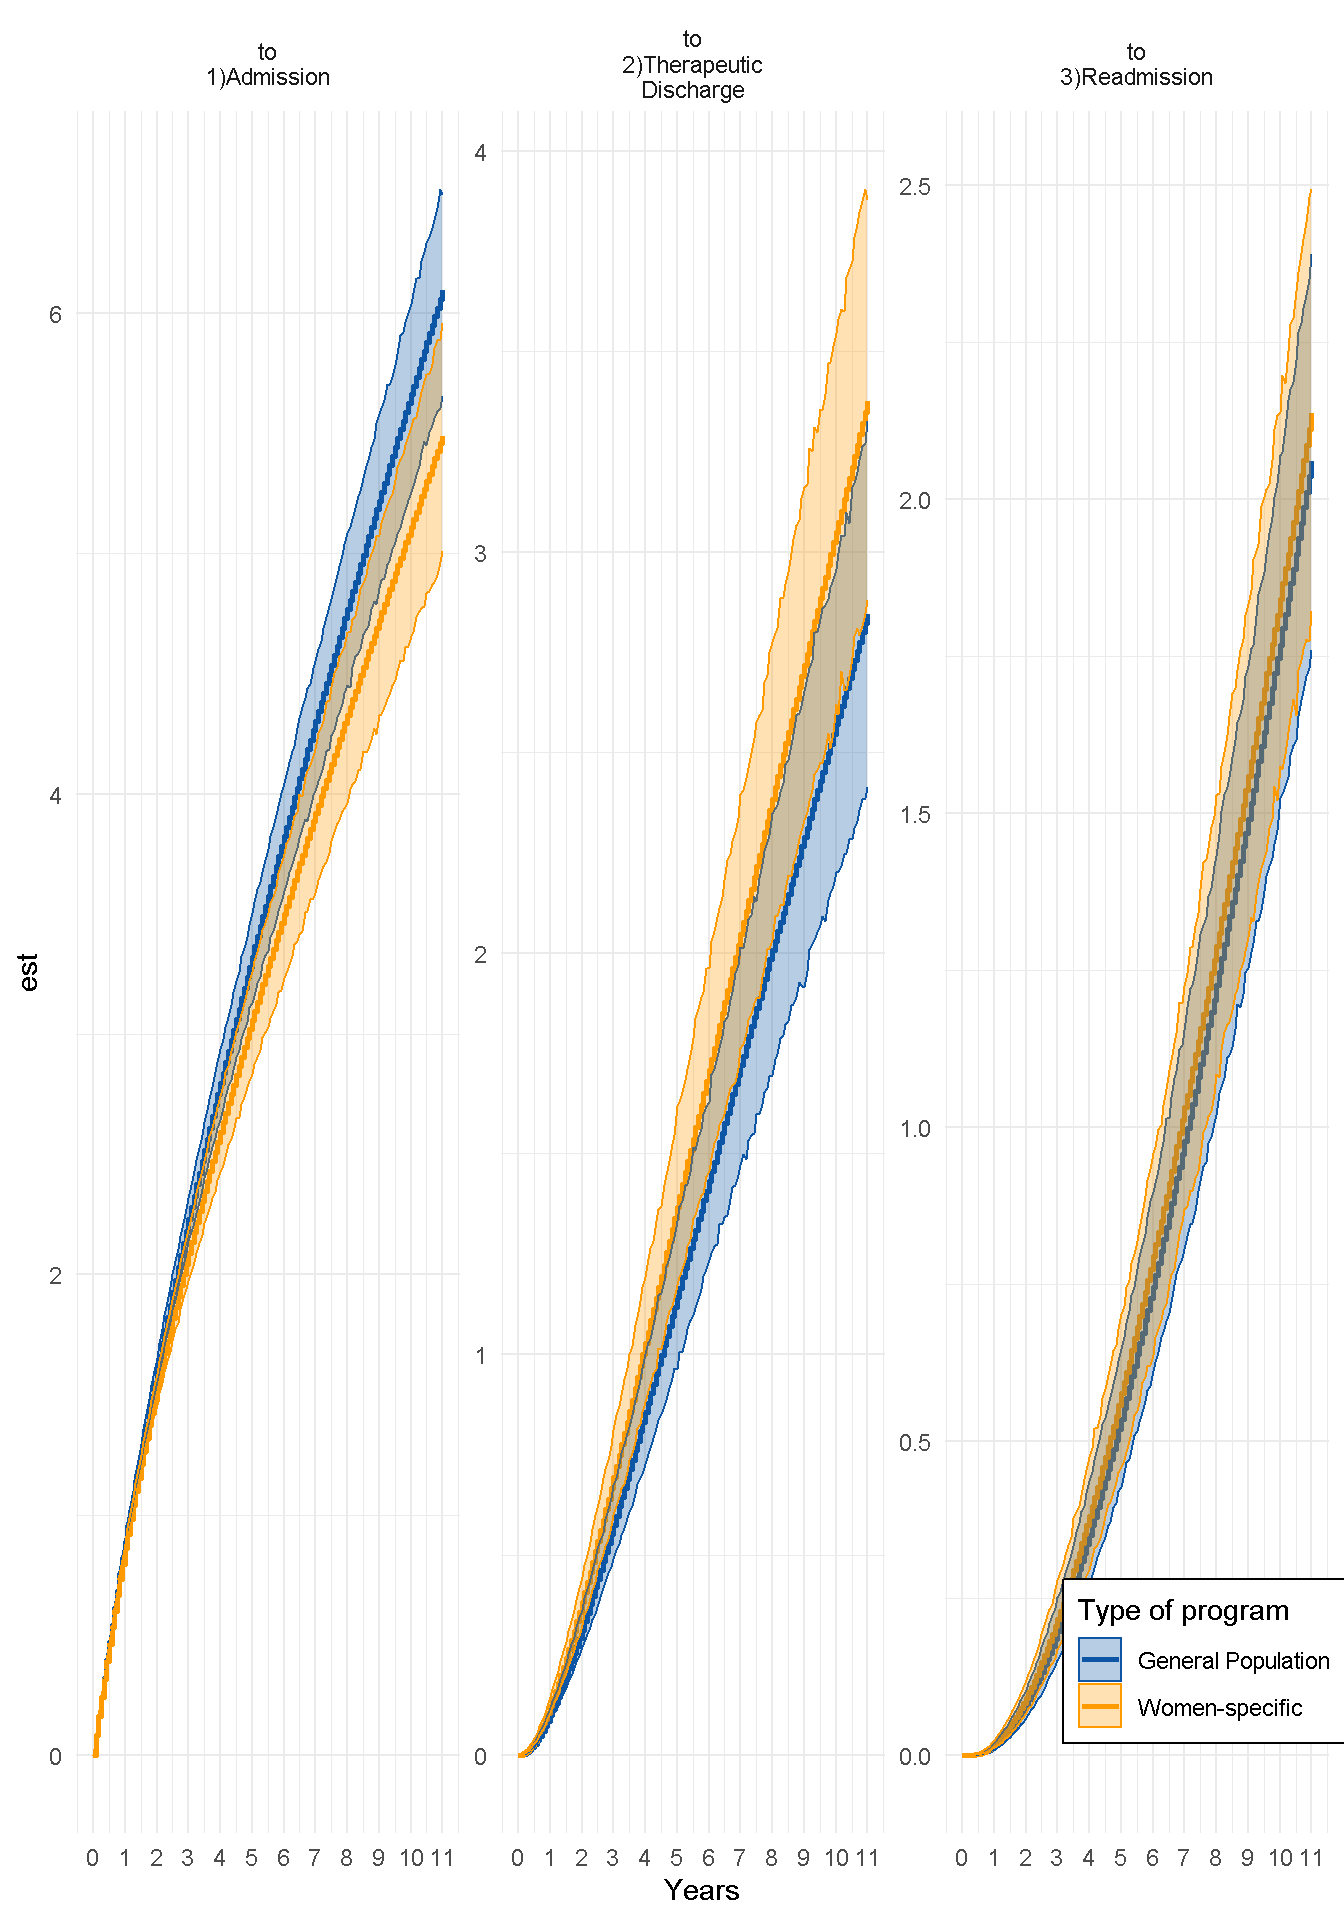 to
1)Admission
to
2)Therapeutic
Discharge
to
3)Readmission
est
6
4
2
0
4
3
2
1
0
2.5
2.0
1.5
1.0
0.5
0.0
Type of program
General Population
Women-specific
0 1 2 3 4 5 6 7 8 9 10 11
0 1 2 3 4 5 6 7 8 9 10 11
0 1 2 3 4 5 6 7 8 9 10 11
Years